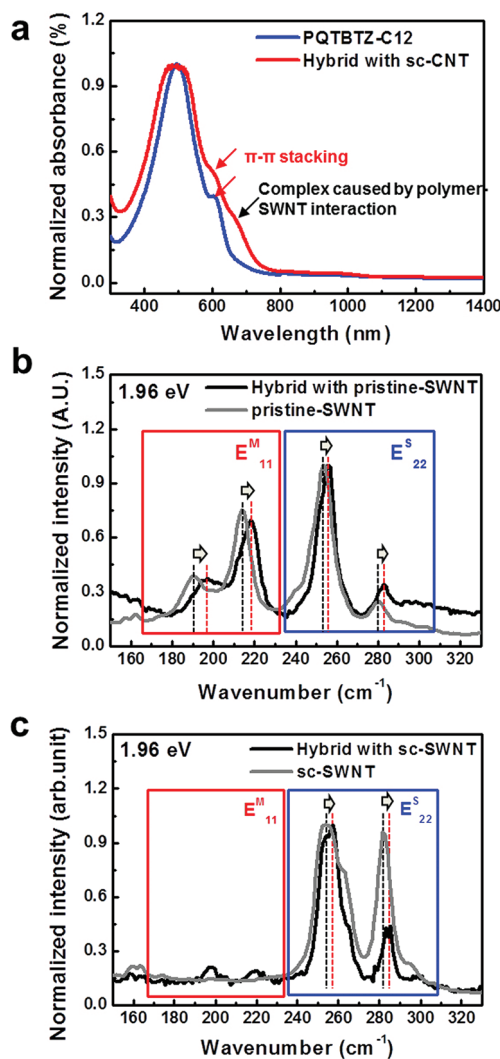 a
PQTBTZ-C12
Hybrid with sc-CNT
π-π stacking
Complex caused by polymer-
SWNT interaction
Normalized absorbance (%)
1.2
0.9
0.6
0.3
0.0
400 600 800 1000 1200 1400
Wavelength (nm)
b
1.96 eV
Hybrid with pristine-SWNT
pristine-SWNT
E^M_11
E^S_22
Normalized intensity (A.U.)
1.5
1.2
0.9
0.6
0.3
0.0
160 180 200 220 240 260 280 300 320
Wavenumber (cm⁻¹)
c
1.96 eV
Hybrid with sc-SWNT
sc-SWNT
E^M_11
E^S_22
Normalized intensity (arb.unit)
1.5
1.2
0.9
0.6
0.3
0.0
160 180 200 220 240 260 280 300 320
Wavenumber (cm⁻¹)